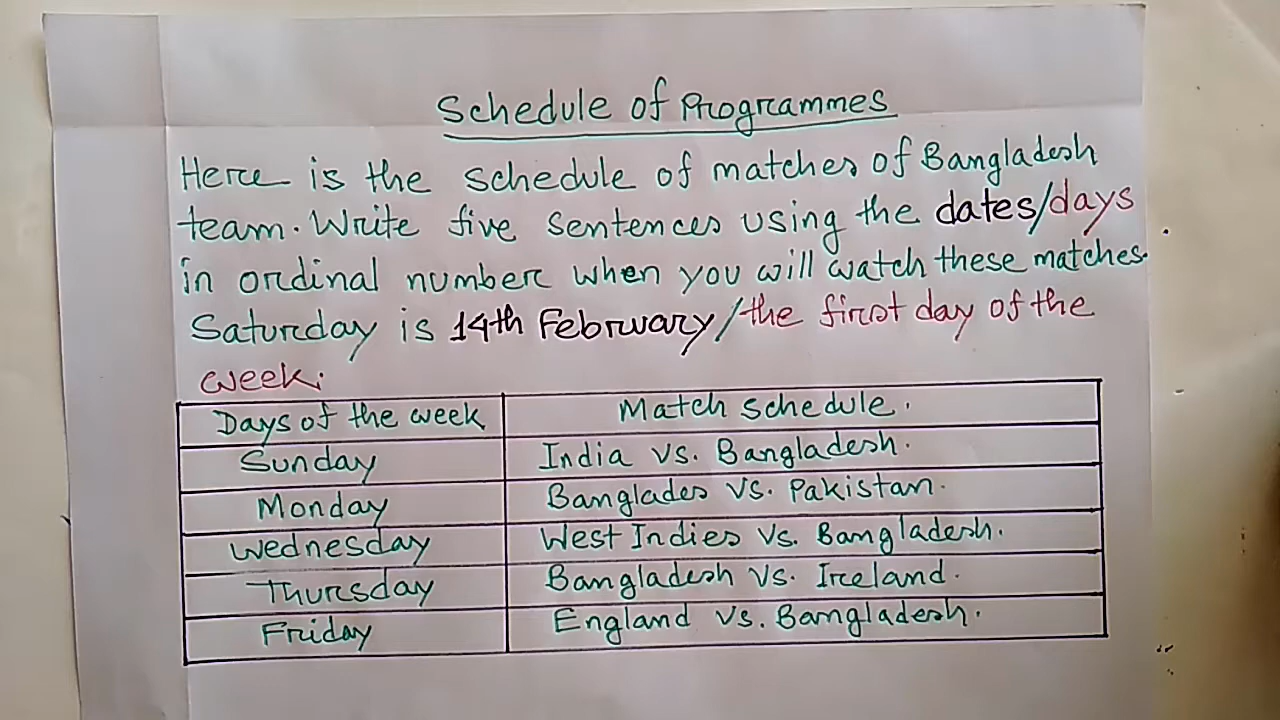 Schedule of Programmes
Here is the schedule of matches of Bangladesh
team. Write five sentences using the dates/days
in ordinal number when you will watch these matches.
Saturday is 14th February/the first day of the
week.
Days of the week Match schedule.
Sunday India vs. Bangladesh.
Monday Banglades vs. Pakistan.
Wednesday West Indies vs. Bangladesh.
Thursday Bangladesh vs. Ireland.
Friday England vs. Bangladesh.